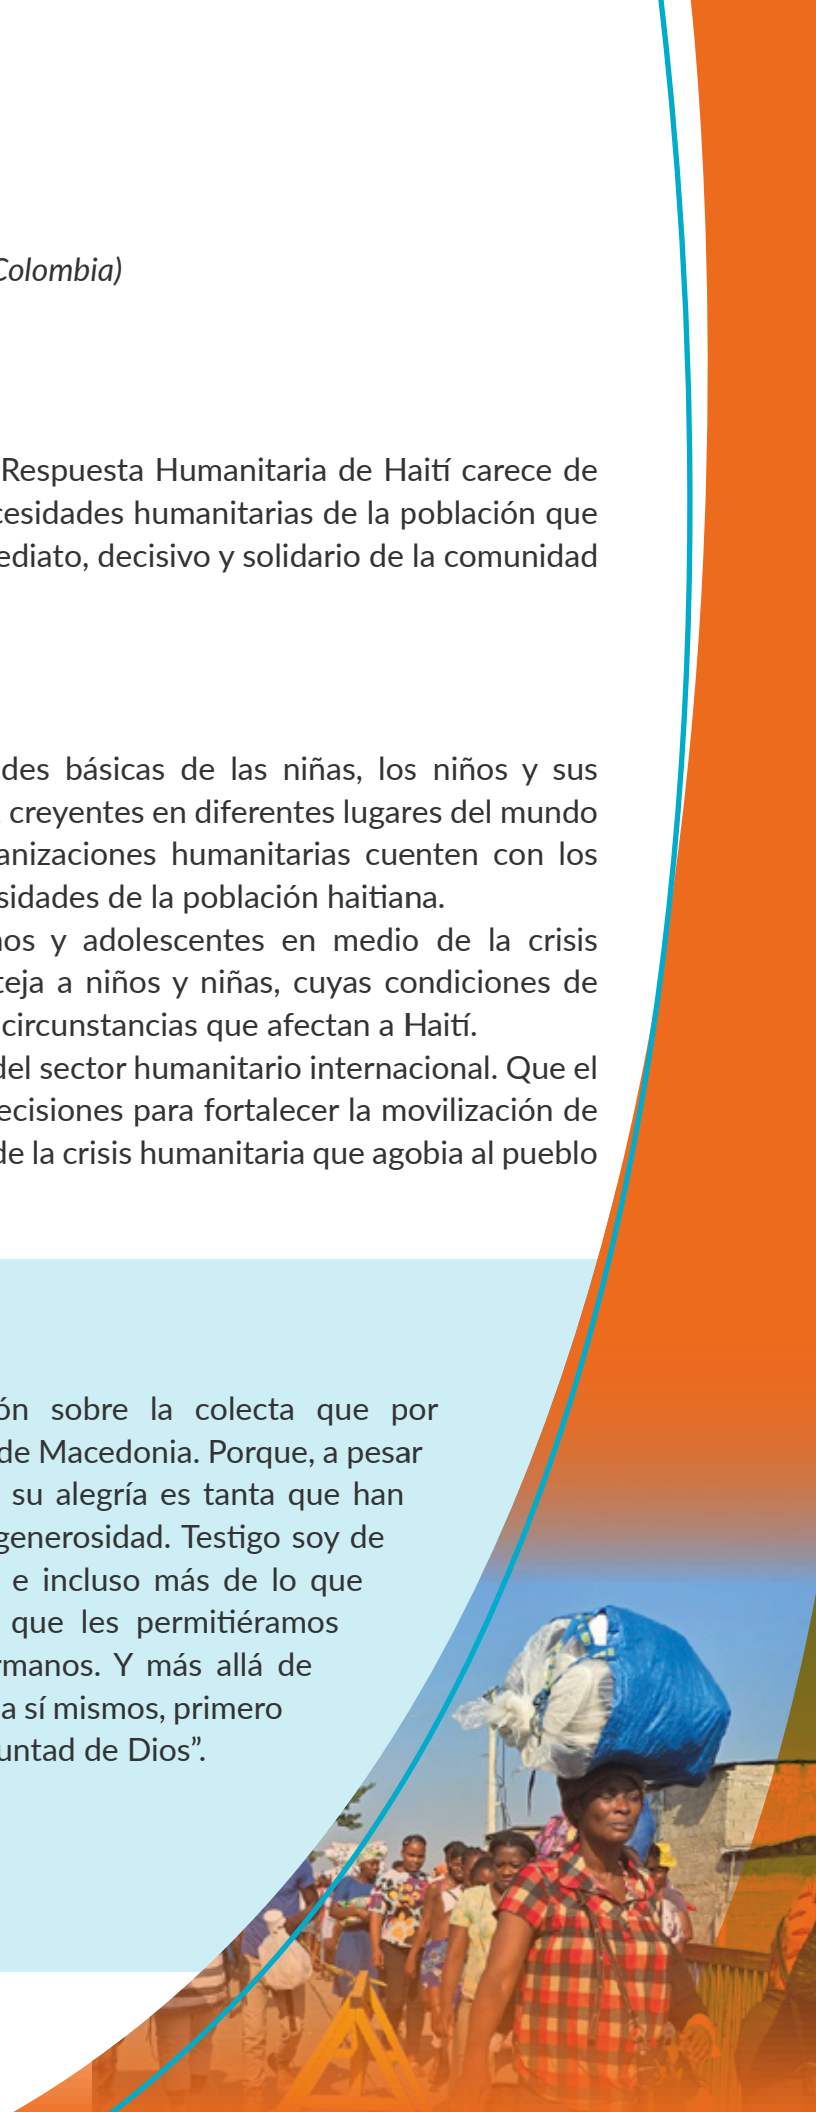 Colombia)
Respuesta Humanitaria de Haití carece de
cesidades humanitarias de la población que
ediato, decisivo y solidario de la comunidad
des básicas de las niñas, los niños y sus
creyentes en diferentes lugares del mundo
anizaciones humanitarias cuenten con los
sidades de la población haitiana.
nos y adolescentes en medio de la crisis
teja a niños y niñas, cuyas condiciones de
circunstancias que afectan a Haití.
del sector humanitario internacional. Que el
ecisiones para fortalecer la movilización de
de la crisis humanitaria que agobia al pueblo
ón sobre la colecta que por
de Macedonia. Porque, a pesar
su alegría es tanta que han
generosidad. Testigo soy de
e incluso más de lo que
que les permitiéramos
rmanos. Y más allá de
a sí mismos, primero
untad de Dios”.